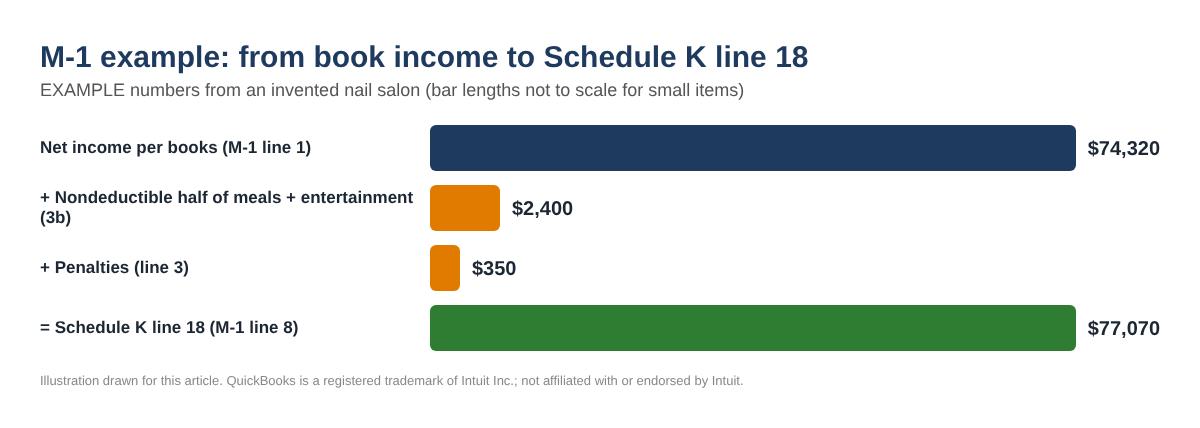 M-1 example: from book income to Schedule K line 18
EXAMPLE numbers from an invented nail salon (bar lengths not to scale for small items)
Net income per books (M-1 line 1)
$74,320
+ Nondeductible half of meals + entertainment
(3b)
$2,400
+ Penalties (line 3)
$350
= Schedule K line 18 (M-1 line 8)
$77,070
Illustration drawn for this article. QuickBooks is a registered trademark of Intuit Inc.; not affiliated with or endorsed by Intuit.